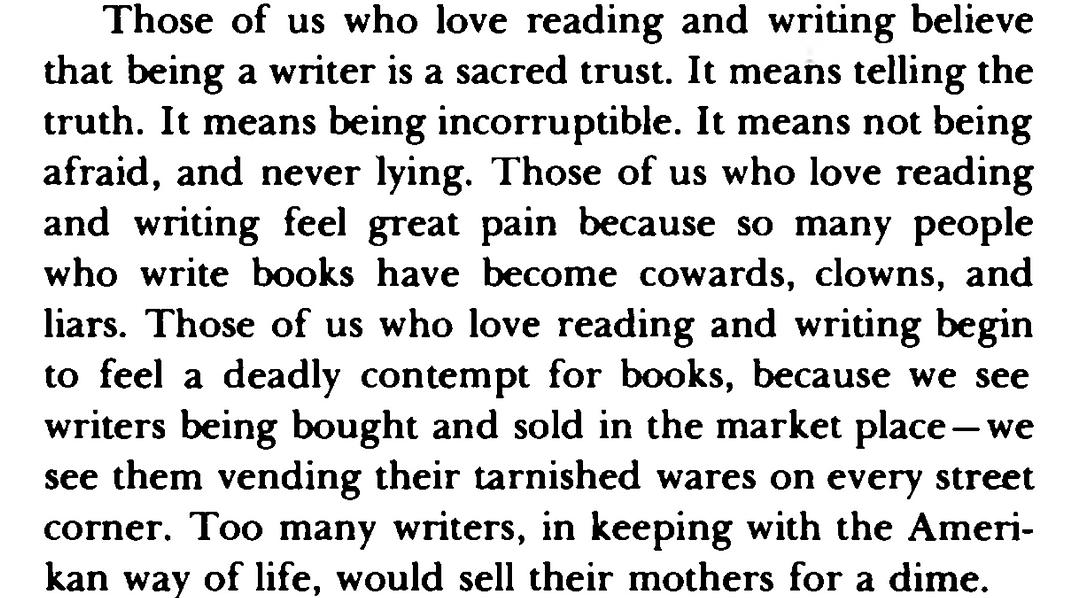 Those of us who love reading and writing believe
that being a writer is a sacred trust. It means telling the
truth. It means being incorruptible. It means not being
afraid, and never lying. Those of us who love reading
and writing feel great pain because so many people
who write books have become cowards, clowns, and
liars. Those of us who love reading and writing begin
to feel a deadly contempt for books, because we see
writers being bought and sold in the market place—we
see them vending their tarnished wares on every street
corner. Too many writers, in keeping with the Ameri-
kan way of life, would sell their mothers for a dime.